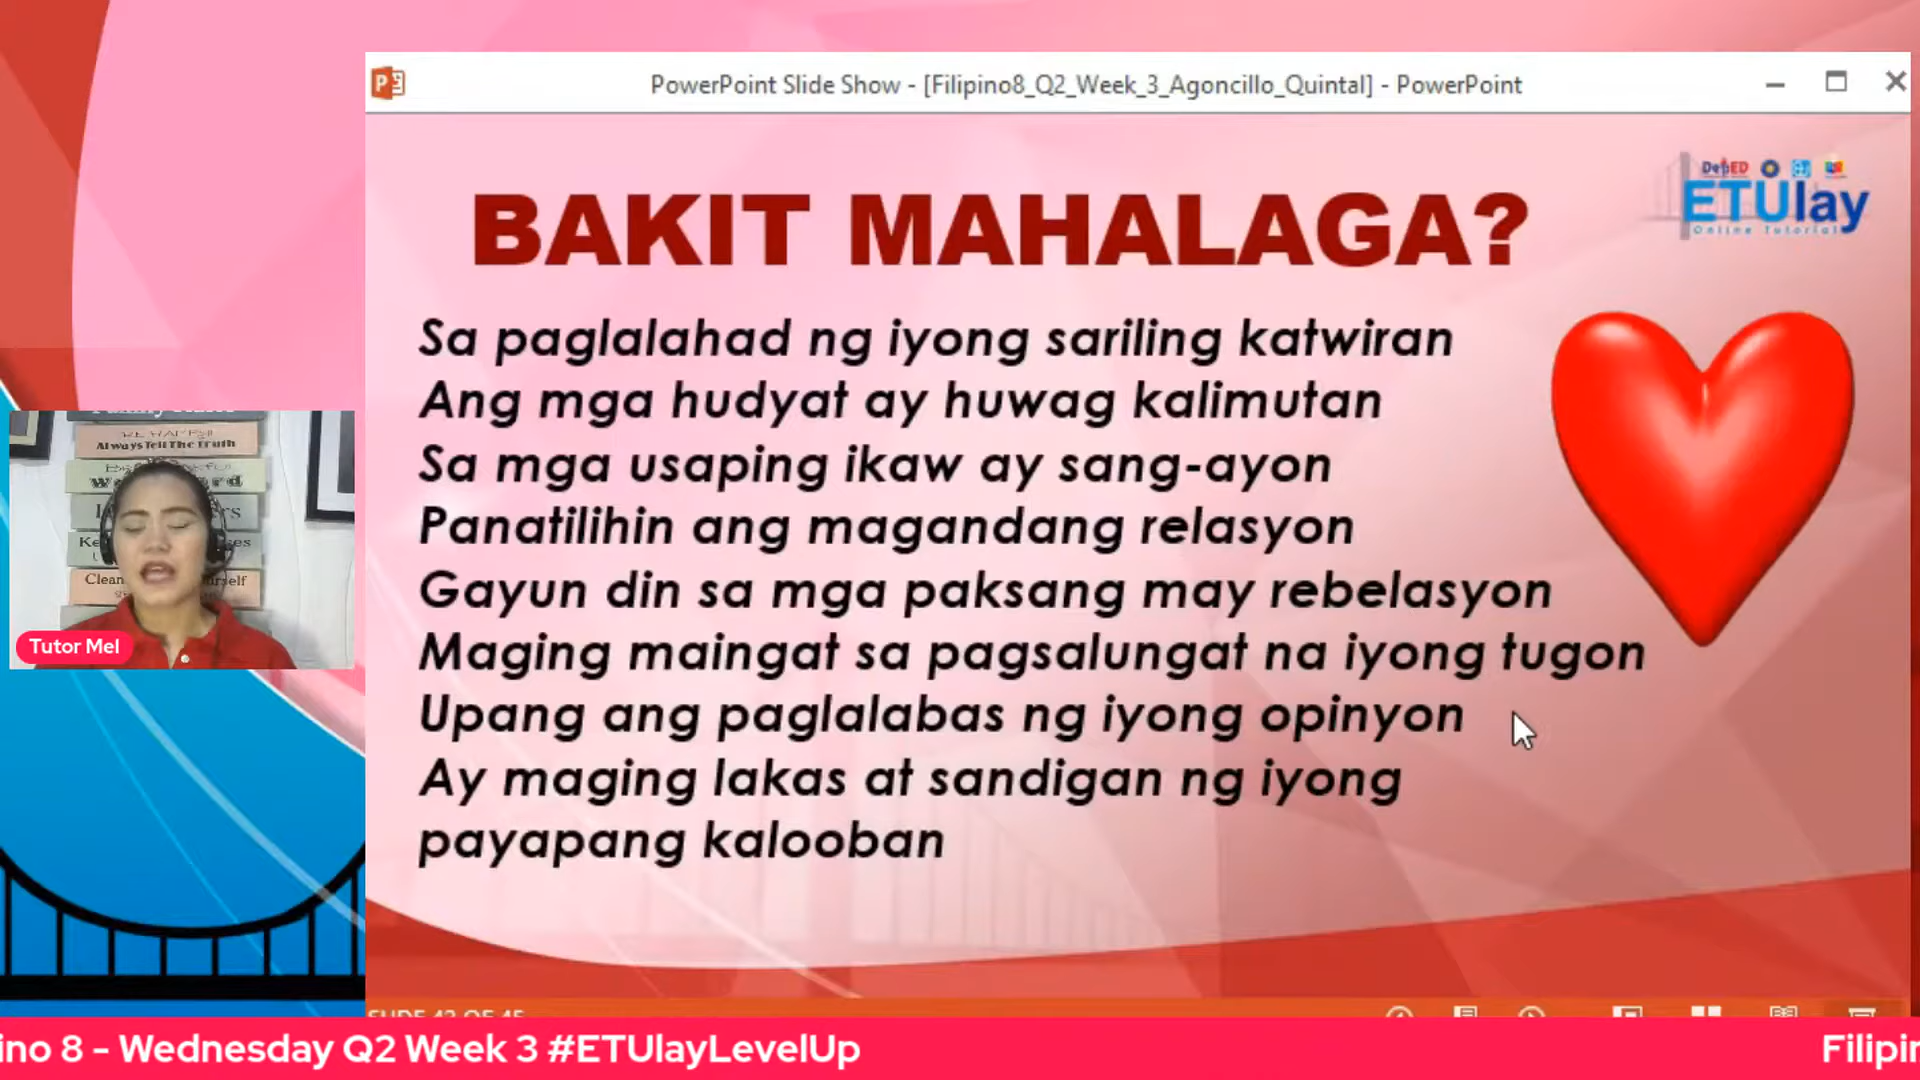 PowerPoint Slide Show - [Filipino8_Q2_Week_3_Agoncillo_Quintal] - PowerPoint
DepED
ETUlay
Online Tutorial
BAKIT MAHALAGA?
Sa paglalahad ng iyong sariling katwiran
Ang mga hudyat ay huwag kalimutan
Sa mga usaping ikaw ay sang-ayon
Panatilihin ang magandang relasyon
Gayun din sa mga paksang may rebelasyon
Maging maingat sa pagsalungat na iyong tugon
Upang ang paglalabas ng iyong opinyon
Ay maging lakas at sandigan ng iyong
payapang kalooban
Always Tell The Truth
Clean
Tutor Mel
ino 8 - Wednesday Q2 Week 3 #ETUlayLevelUp
Filipin